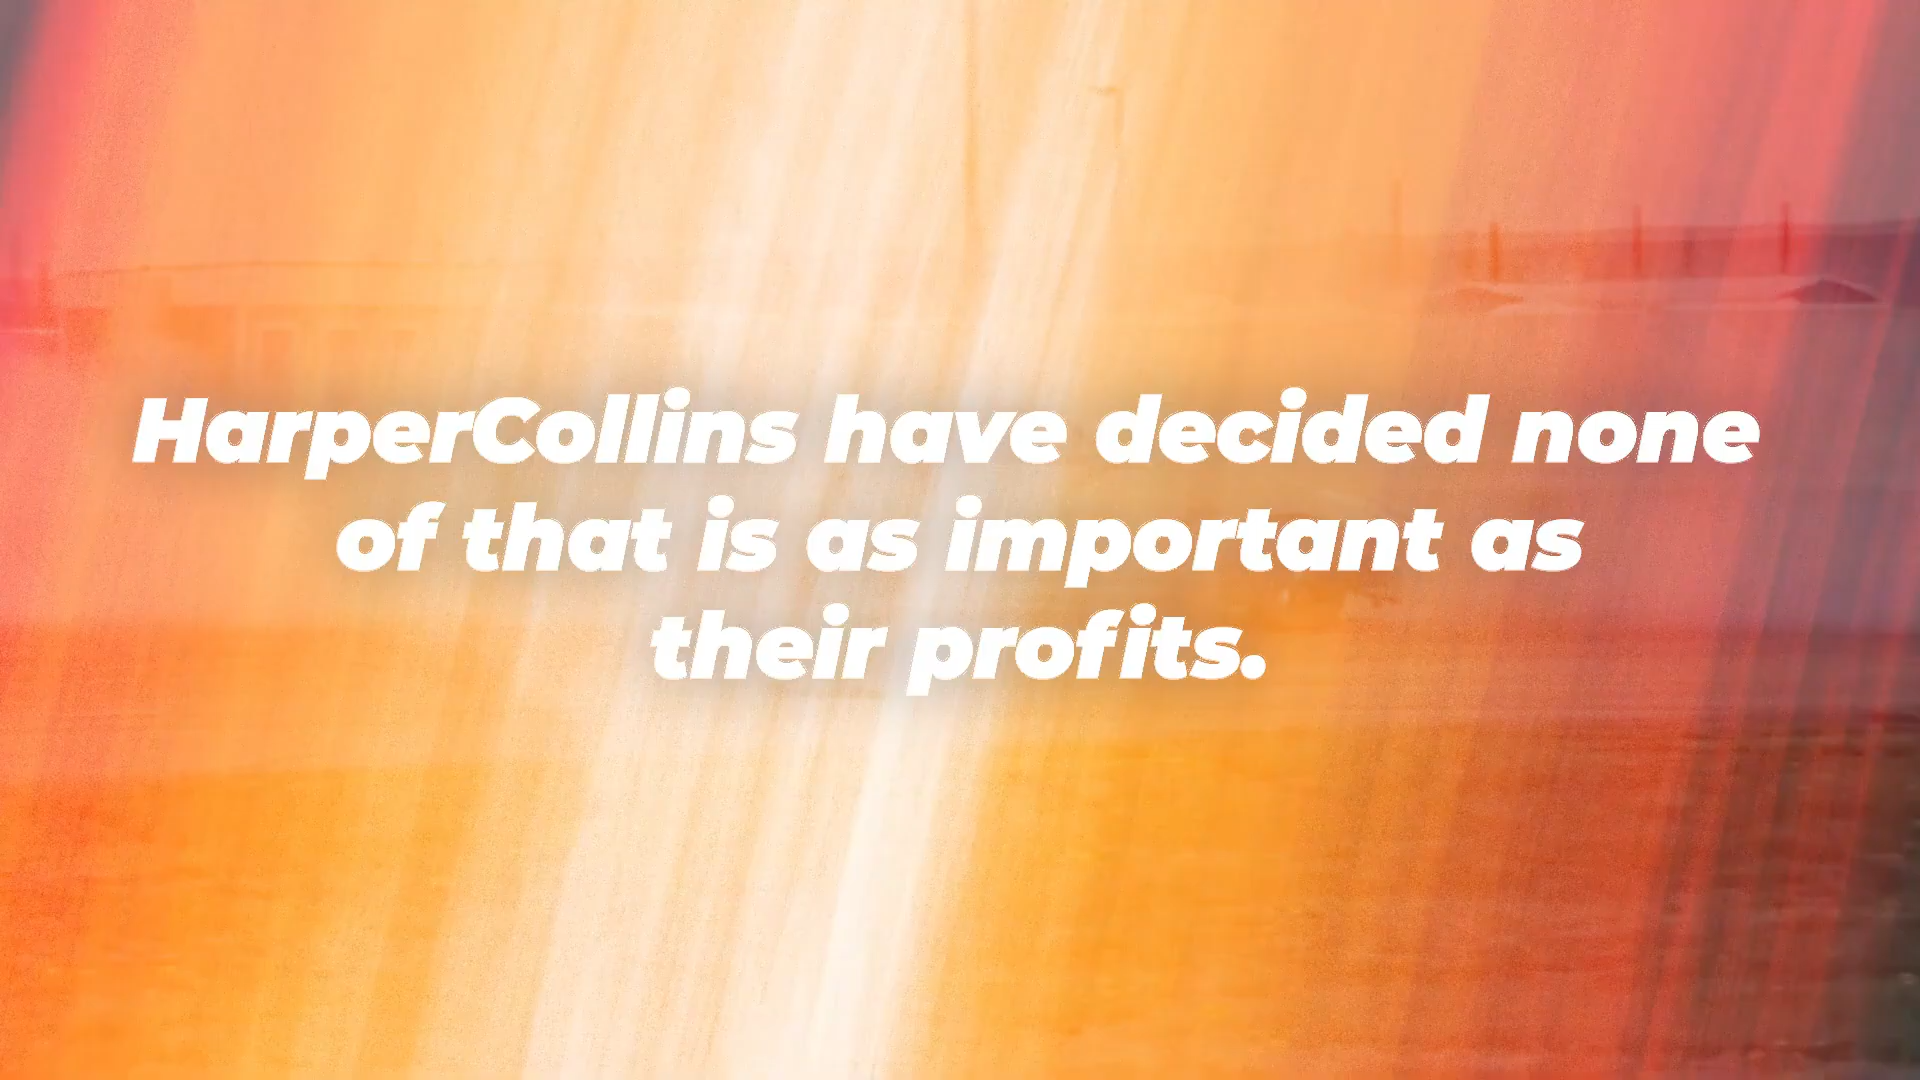 HarperCollins have decided none
of that is as important as
their profits.